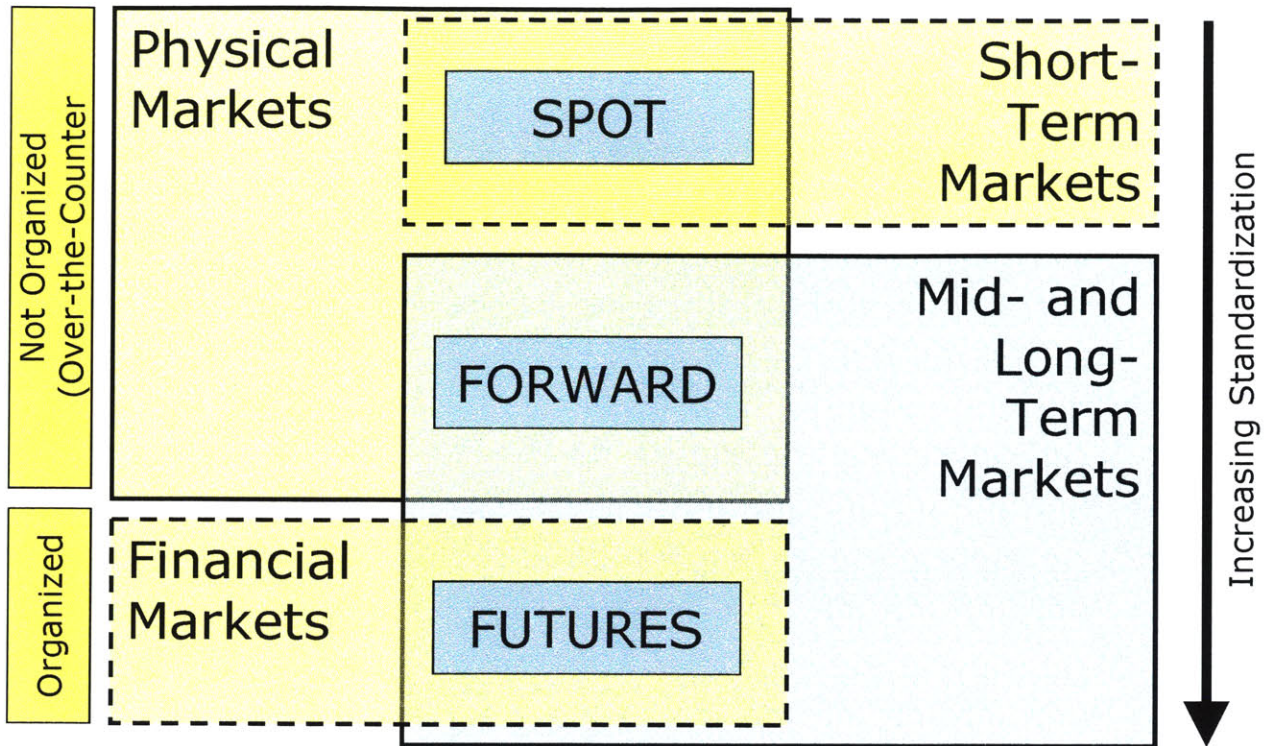 Not Organized
(Over-the-Counter
Organized
Physical
Markets
SPOT
Short-
Term
Markets
FORWARD
Mid- and
Long-
Term
Markets
Financial
Markets
FUTURES
Increasing Standardization